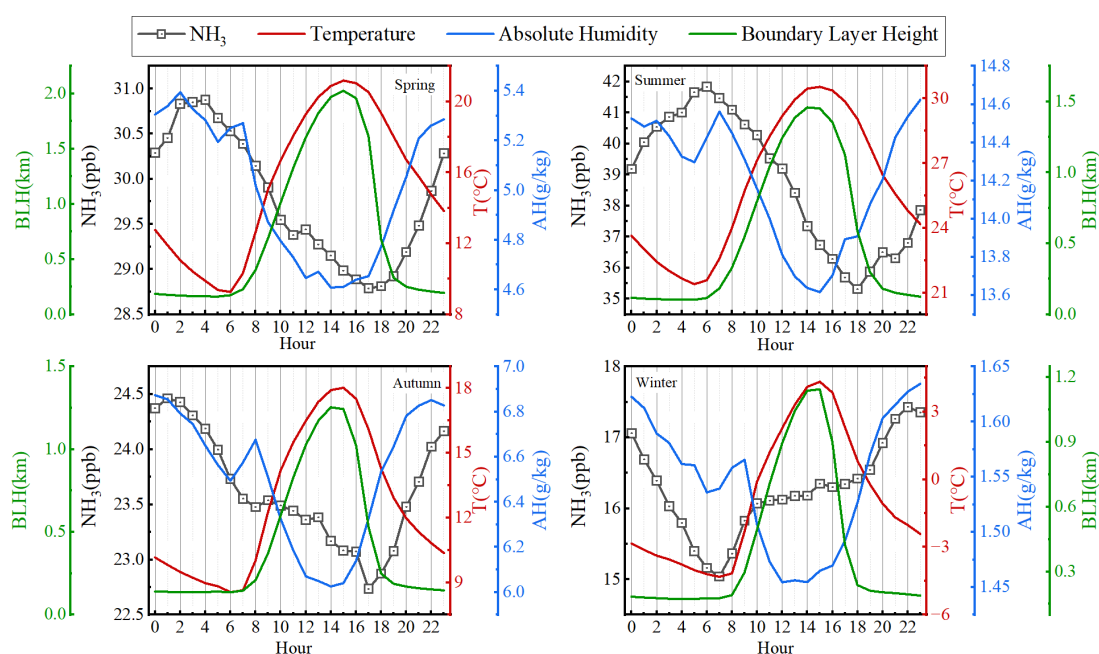 NH3 Temperature Absolute Humidity Boundary Layer Height
Spring
BLH(km)
2.0
1.5
1.0
0.5
0.0
NH3(ppb)
31.0
30.5
30.0
29.5
29.0
28.5
0 2 4 6 8 10 12 14 16 18 20 22
Hour
T(°C)
20
16
12
8
AH(g/kg)
5.4
5.2
5.0
4.8
4.6
Summer
NH3(ppb)
42
41
40
39
38
37
36
35
0 2 4 6 8 10 12 14 16 18 20 22
Hour
T(°C)
30
27
24
21
AH(g/kg)
14.8
14.6
14.4
14.2
14.0
13.8
13.6
BLH(km)
1.5
1.0
0.5
0.0
Autumn
BLH(km)
1.5
1.0
0.5
0.0
NH3(ppb)
24.5
24.0
23.5
23.0
22.5
0 2 4 6 8 10 12 14 16 18 20 22
Hour
T(°C)
18
15
12
9
AH(g/kg)
7.0
6.8
6.6
6.4
6.2
6.0
Winter
NH3(ppb)
18
17
16
15
0 2 4 6 8 10 12 14 16 18 20 22
Hour
T(°C)
3
0
−3
−6
AH(g/kg)
1.65
1.60
1.55
1.50
1.45
BLH(km)
1.2
0.9
0.6
0.3